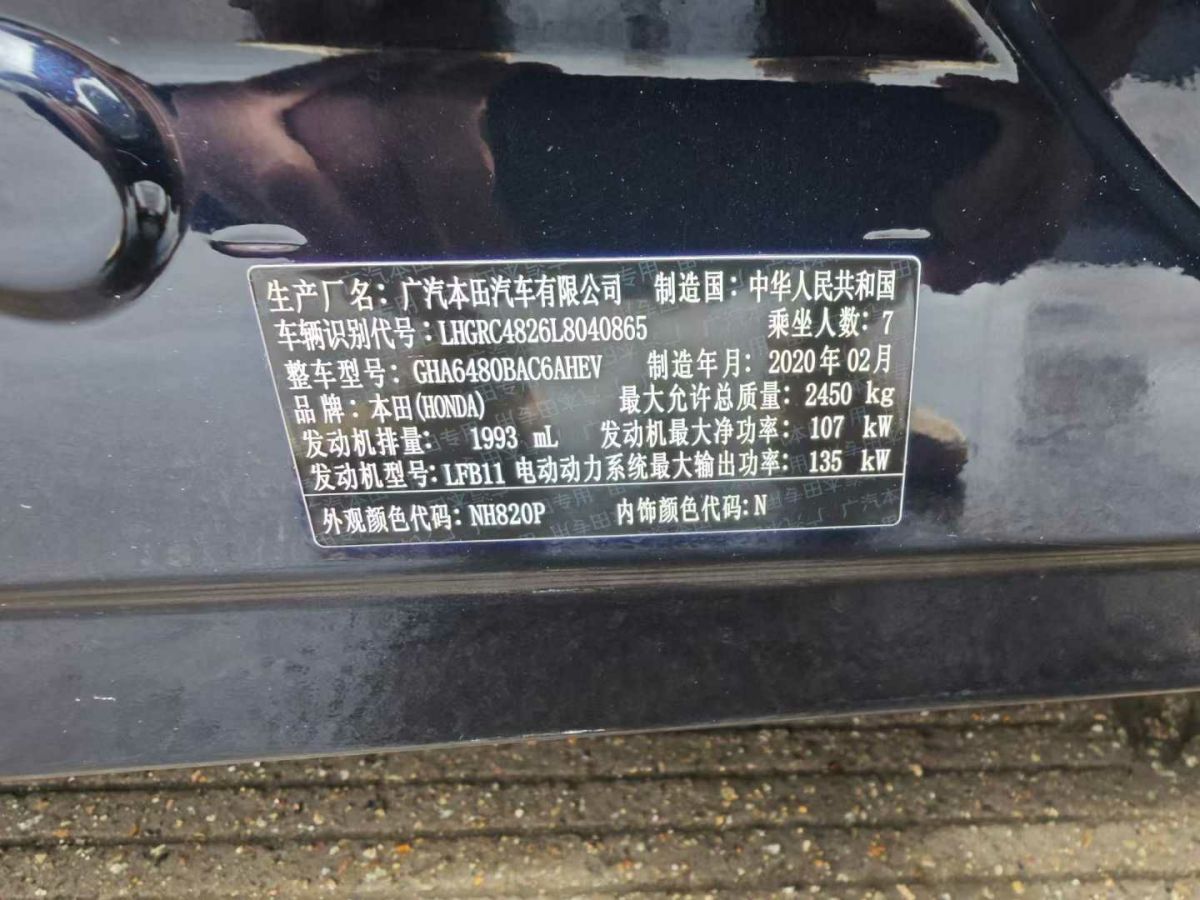 生产厂名：广汽本田汽车有限公司 制造国：中华人民共和国
车辆识别代号：LHGRC4826L8040865 乘坐人数：7
整车型号：GHA6480BAC6AHEV 制造年月：2020年02月
品牌：本田(HONDA) 最大允许总质量：2450 kg
发动机排量： 1993 mL 发动机最大净功率：107 kW
发动机型号：LFB11 电动动力系统最大输出功率：135 kW
外观颜色代码：NH820P 内饰颜色代码：N